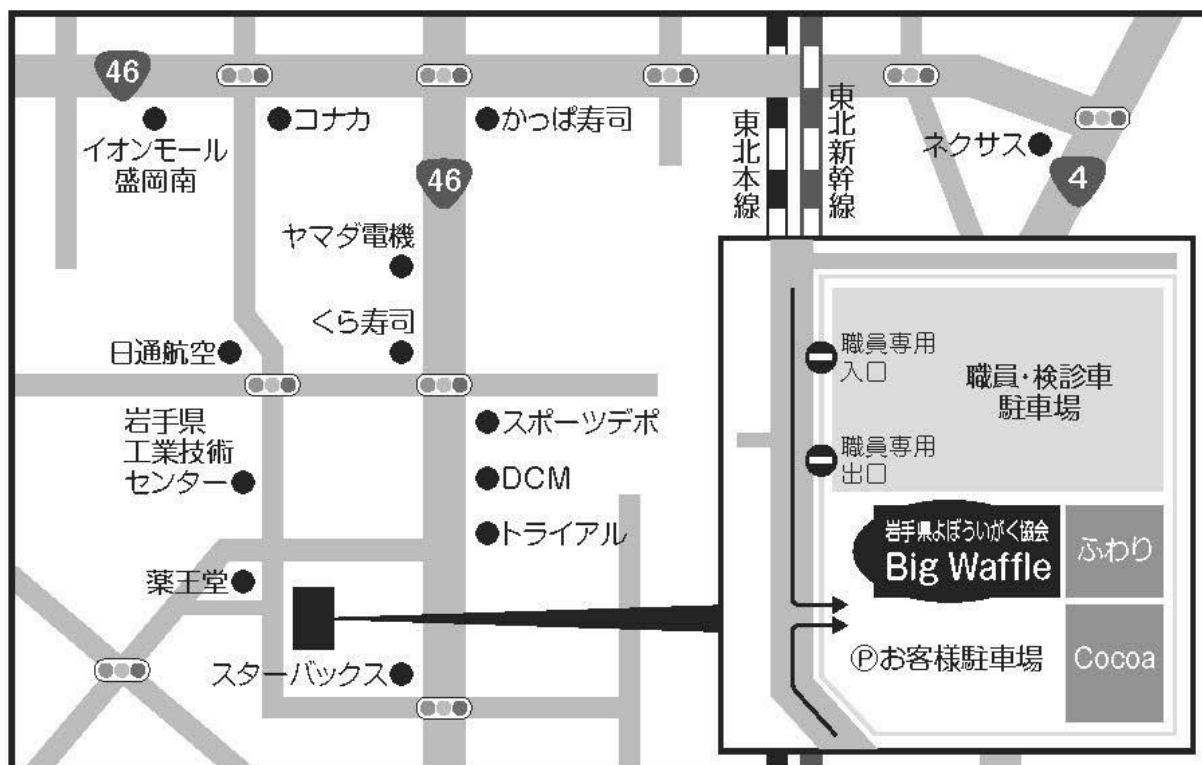 46
コナカ
かっぱ寿司
イオンモール
盛岡南
46
東北本線
東北新幹線
ネクサス
4
ヤマダ電機
くら寿司
日通航空
岩手県
工業技術
センター
スポーツデポ
DCM
トライアル
薬王堂
スターバックス
職員専用
入口
職員・検診車
駐車場
職員専用
出口
岩手県よぼういがく協会
Big Waffle
ふわり
Ⓟお客様駐車場
Cocoa